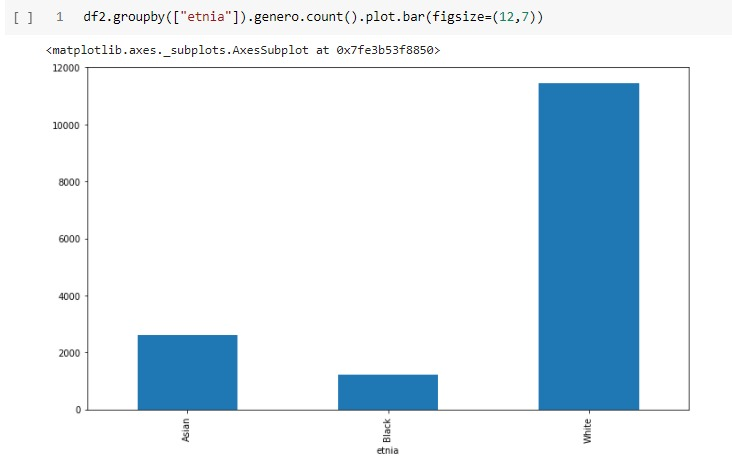 [ ] 1 df2.groupby(["etnia"]).genero.count().plot.bar(figsize=(12,7))
<matplotlib.axes._subplots.AxesSubplot at 0x7fe3b53f8850>
12000
10000
8000
6000
4000
2000
0
Asian
Black
White
etnia